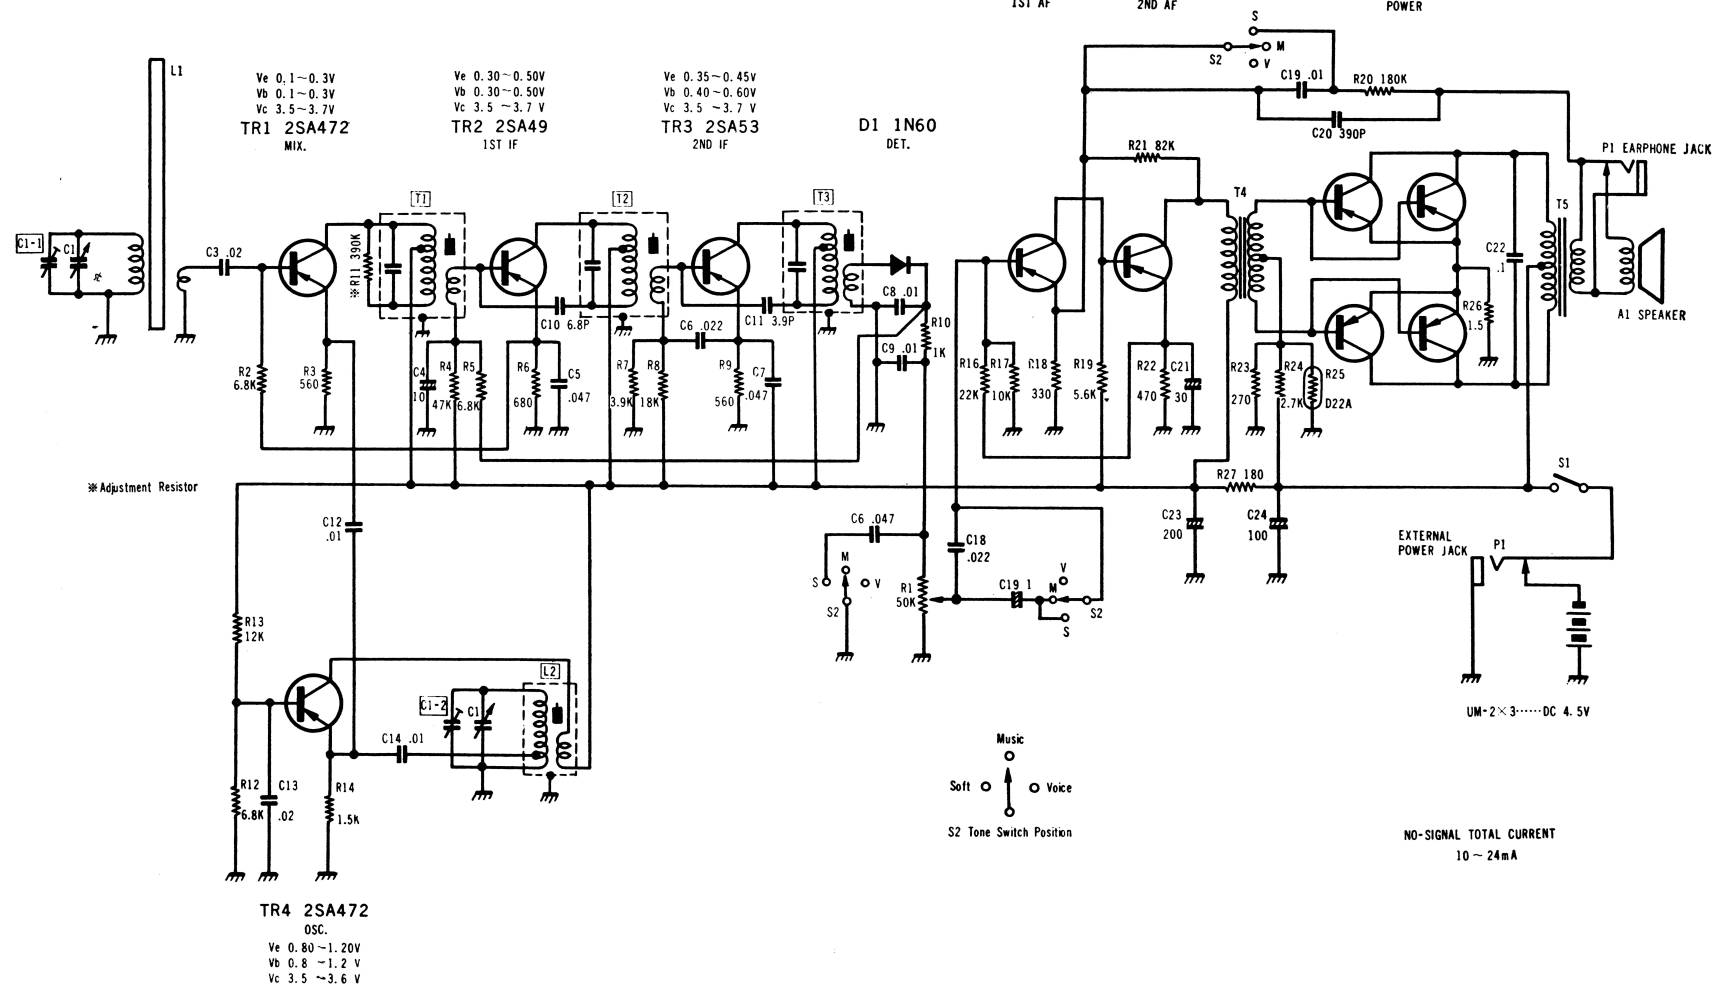 1ST AF
2ND AF
POWER
S
M
S2
V
C19 .01
R20 180K
C20 390P
L1
Ve 0.1~0.3V
Vb 0.1~0.3V
Vc 3.5~3.7V
TR1 2SA472
MIX.
Ve 0.30~0.50V
Vb 0.30~0.50V
Vc 3.5 ~3.7 V
TR2 2SA49
1ST IF
Ve 0.35~0.45V
Vb 0.40~0.60V
Vc 3.5 ~3.7 V
TR3 2SA53
2ND IF
D1 1N60
DET.
R21 82K
P1 EARPHONE JACK
T1
T2
T3
T4
T5
C1-1
C1
C3 .02
※R11 390K
C10 6.8P
C6 .022
C11 3.9P
C8 .01
R10
1K
C9 .01
C22
.1
R26
1.5
A1 SPEAKER
R2
6.8K
R3
560
C4
10
R4
47K
R5
6.8K
R6
680
C5
.047
R7
3.9K
R8
18K
R9
560
C7
.047
R16
22K
R17
10K
R18
330
R19
5.6K
R22
470
C21
30
R23
270
R24
2.7K
R25
D22A
※Adjustment Resistor
R27 180
S1
C12
.01
C6 .047
C18
.022
C23
200
C24
100
EXTERNAL
POWER JACK
P1
M
S
V
S2
R1
50K
C19 1
V
M
S2
S
R13
12K
L2
C1-2
C1
C14 .01
R12
6.8K
C13
.02
R14
1.5K
UM-2×3······DC 4.5V
Music
Soft
Voice
S2 Tone Switch Position
NO-SIGNAL TOTAL CURRENT
10~24mA
TR4 2SA472
OSC.
Ve 0.80~1.20V
Vb 0.8 ~1.2 V
Vc 3.5 ~3.6 V